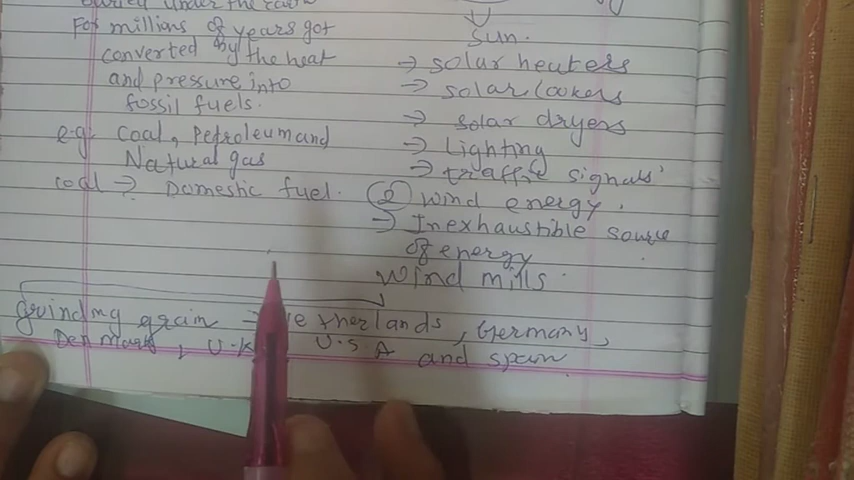 For millions of years got
converted by the heat
and pressure into
fossil fuels.
e.g. Coal, Petroleum and
Natural gas
Coal → Domestic fuel.
Sun.
→ solar heaters
→ solar cookers
→ solar dryers
→ Lighting
→ traffic signals
② Wind energy.
→ Inexhaustible source
of energy
Wind mills.
Grinding grain → Netherlands, Germany,
Denmark, U.K, U.S.A and spain